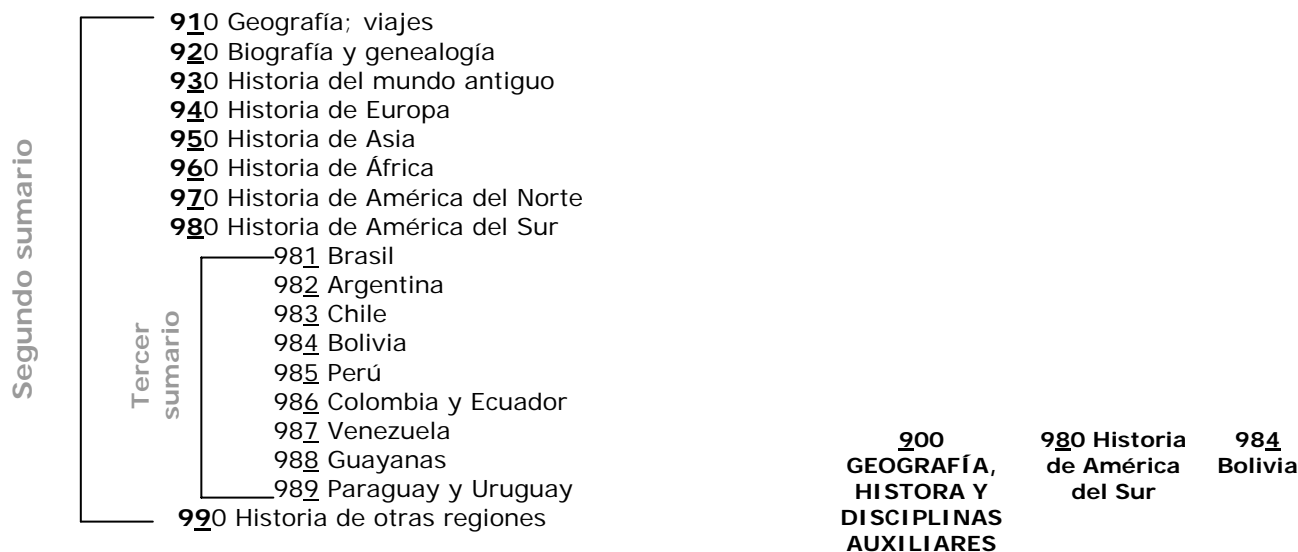 910 Geografía; viajes
920 Biografía y genealogía
930 Historia del mundo antiguo
940 Historia de Europa
950 Historia de Asia
960 Historia de África
970 Historia de América del Norte
980 Historia de América del Sur
981 Brasil
982 Argentina
983 Chile
984 Bolivia
985 Perú
986 Colombia y Ecuador
987 Venezuela
988 Guayanas
989 Paraguay y Uruguay
990 Historia de otras regiones
Segundo sumario
Tercer
sumario
900
GEOGRAFÍA,
HISTORA Y
DISCIPLINAS
AUXILIARES
980 Historia
de América
del Sur
984
Bolivia